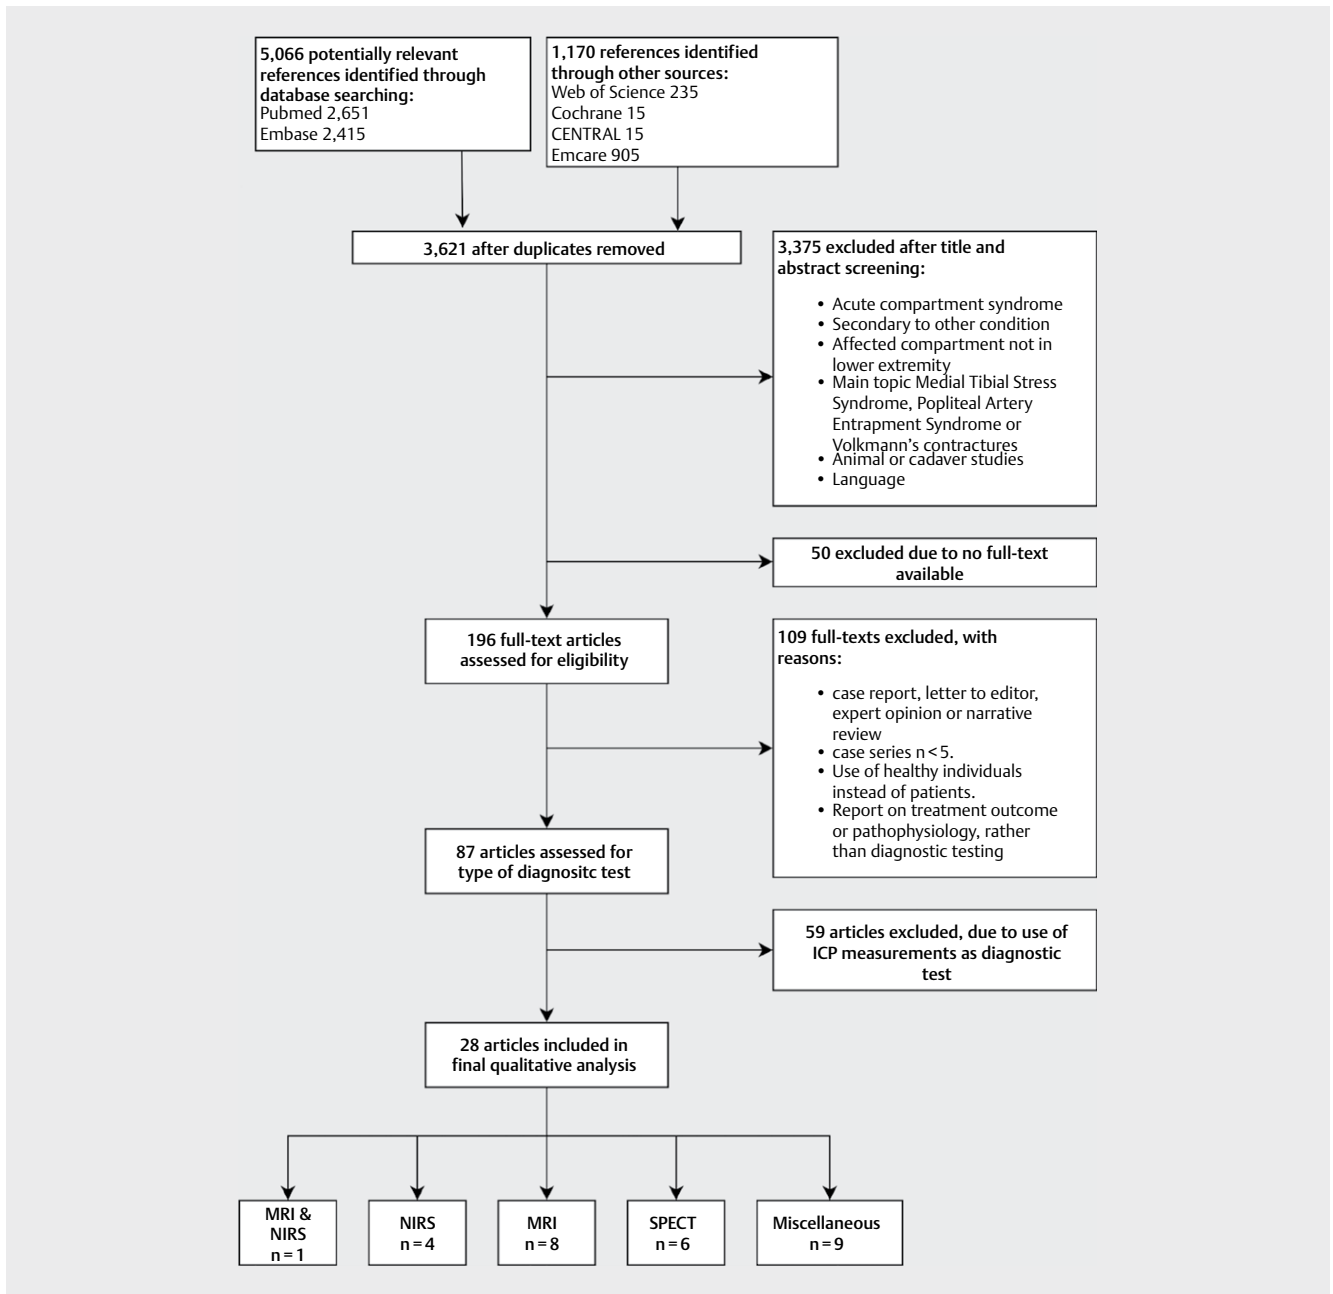 5,066 potentially relevant
references identified through
database searching:
Pubmed 2,651
Embase 2,415
1,170 references identified
through other sources:
Web of Science 235
Cochrane 15
CENTRAL 15
Emcare 905
3,621 after duplicates removed
3,375 excluded after title and
abstract screening:
• Acute compartment syndrome
• Secondary to other condition
• Affected compartment not in
lower extremity
• Main topic Medial Tibial Stress
Syndrome, Popliteal Artery
Entrapment Syndrome or
Volkmann's contractures
• Animal or cadaver studies
• Language
50 excluded due to no full-text
available
196 full-text articles
assessed for eligibility
109 full-texts excluded, with
reasons:
• case report, letter to editor,
expert opinion or narrative
review
• case series n < 5.
• Use of healthy individuals
instead of patients.
• Report on treatment outcome
or pathophysiology, rather
than diagnostic testing
87 articles assessed for
type of diagnositc test
59 articles excluded, due to use of
ICP measurements as diagnostic
test
28 articles included in
final qualitative analysis
MRI &
NIRS
n = 1
NIRS
n = 4
MRI
n = 8
SPECT
n = 6
Miscellaneous
n = 9